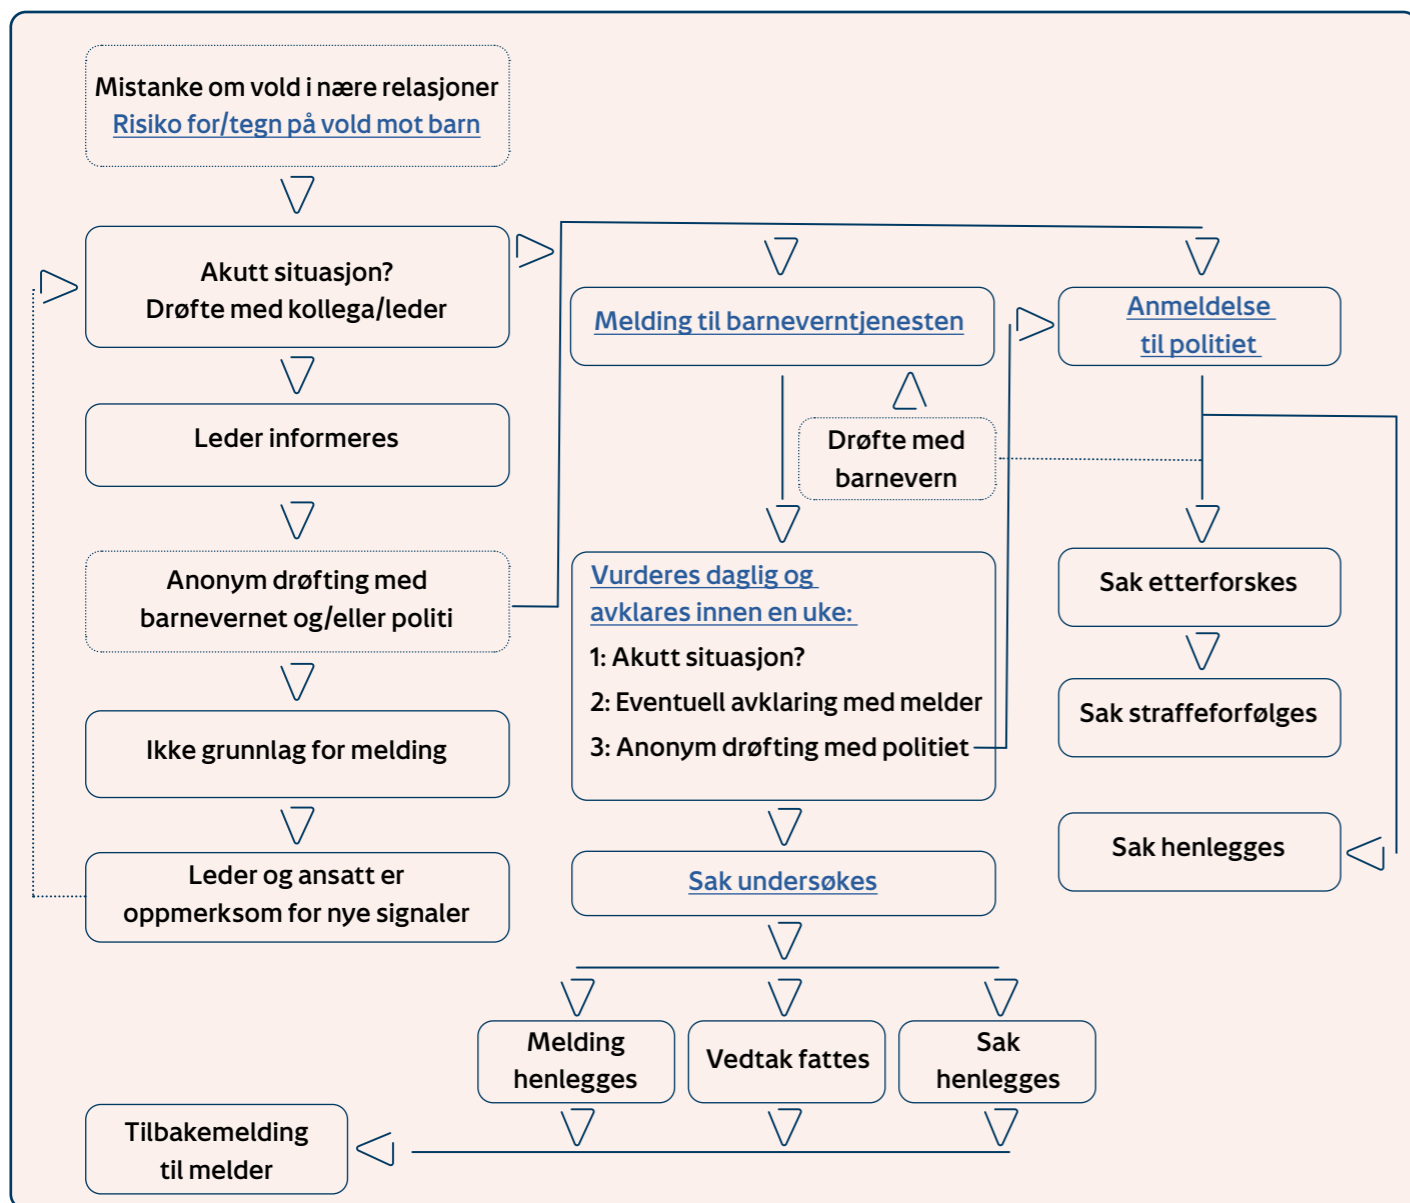 Mistanke om vold i nære relasjoner
Risiko for/tegn på vold mot barn
Akutt situasjon?
Drøfte med kollega/leder
Leder informeres
Anonym drøfting med
barnevernet og/eller politi
Ikke grunnlag for melding
Leder og ansatt er
oppmerksom for nye signaler
Melding til barneverntjenesten
Drøfte med
barnevern
Vurderes daglig og
avklares innen en uke:
1: Akutt situasjon?
2: Eventuell avklaring med melder
3: Anonym drøfting med politiet
Sak undersøkes
Anmeldelse
til politiet
Sak etterforskes
Sak straffeforfølges
Sak henlegges
Melding
henlegges
Vedtak fattes
Sak
henlegges
Tilbakemelding
til melder